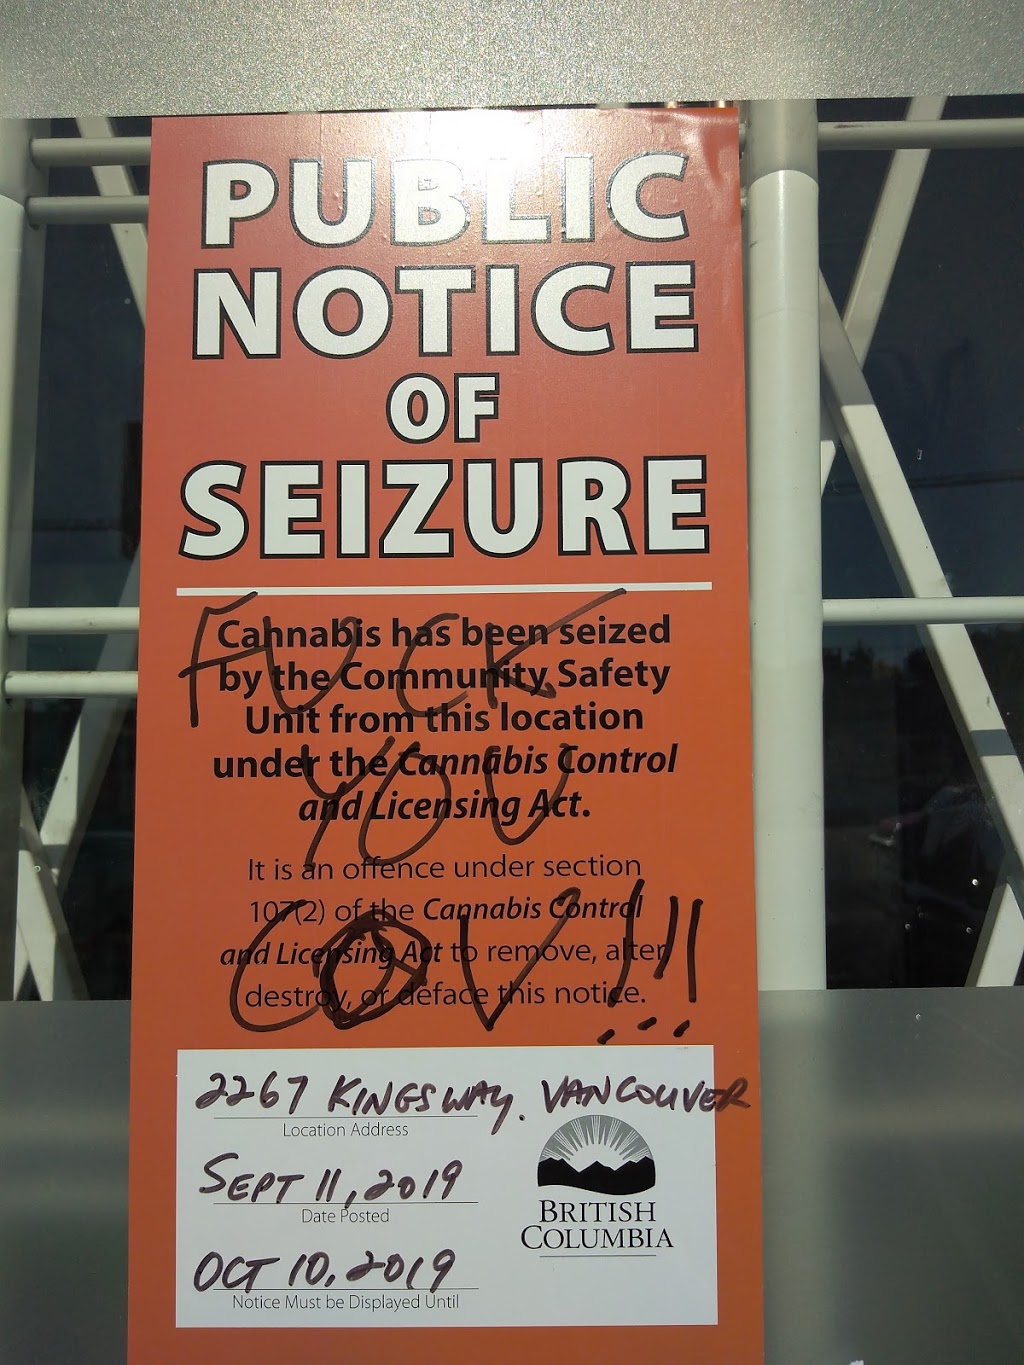 PUBLIC
NOTICE
OF
SEIZURE
Cannabis has been seized
by the Community Safety
Unit from this location
under the Cannabis Control
and Licensing Act.
It is an offence under section
107(2) of the Cannabis Control
and Licensing Act to remove, alter,
destroy, or deface this notice.
FUCK
YOU
GOV!!!
2267 KINGSWAY. VANCOUVER
Location Address
SEPT 11, 2019
Date Posted
OCT 10, 2019
Notice Must be Displayed Until
BRITISH
COLUMBIA